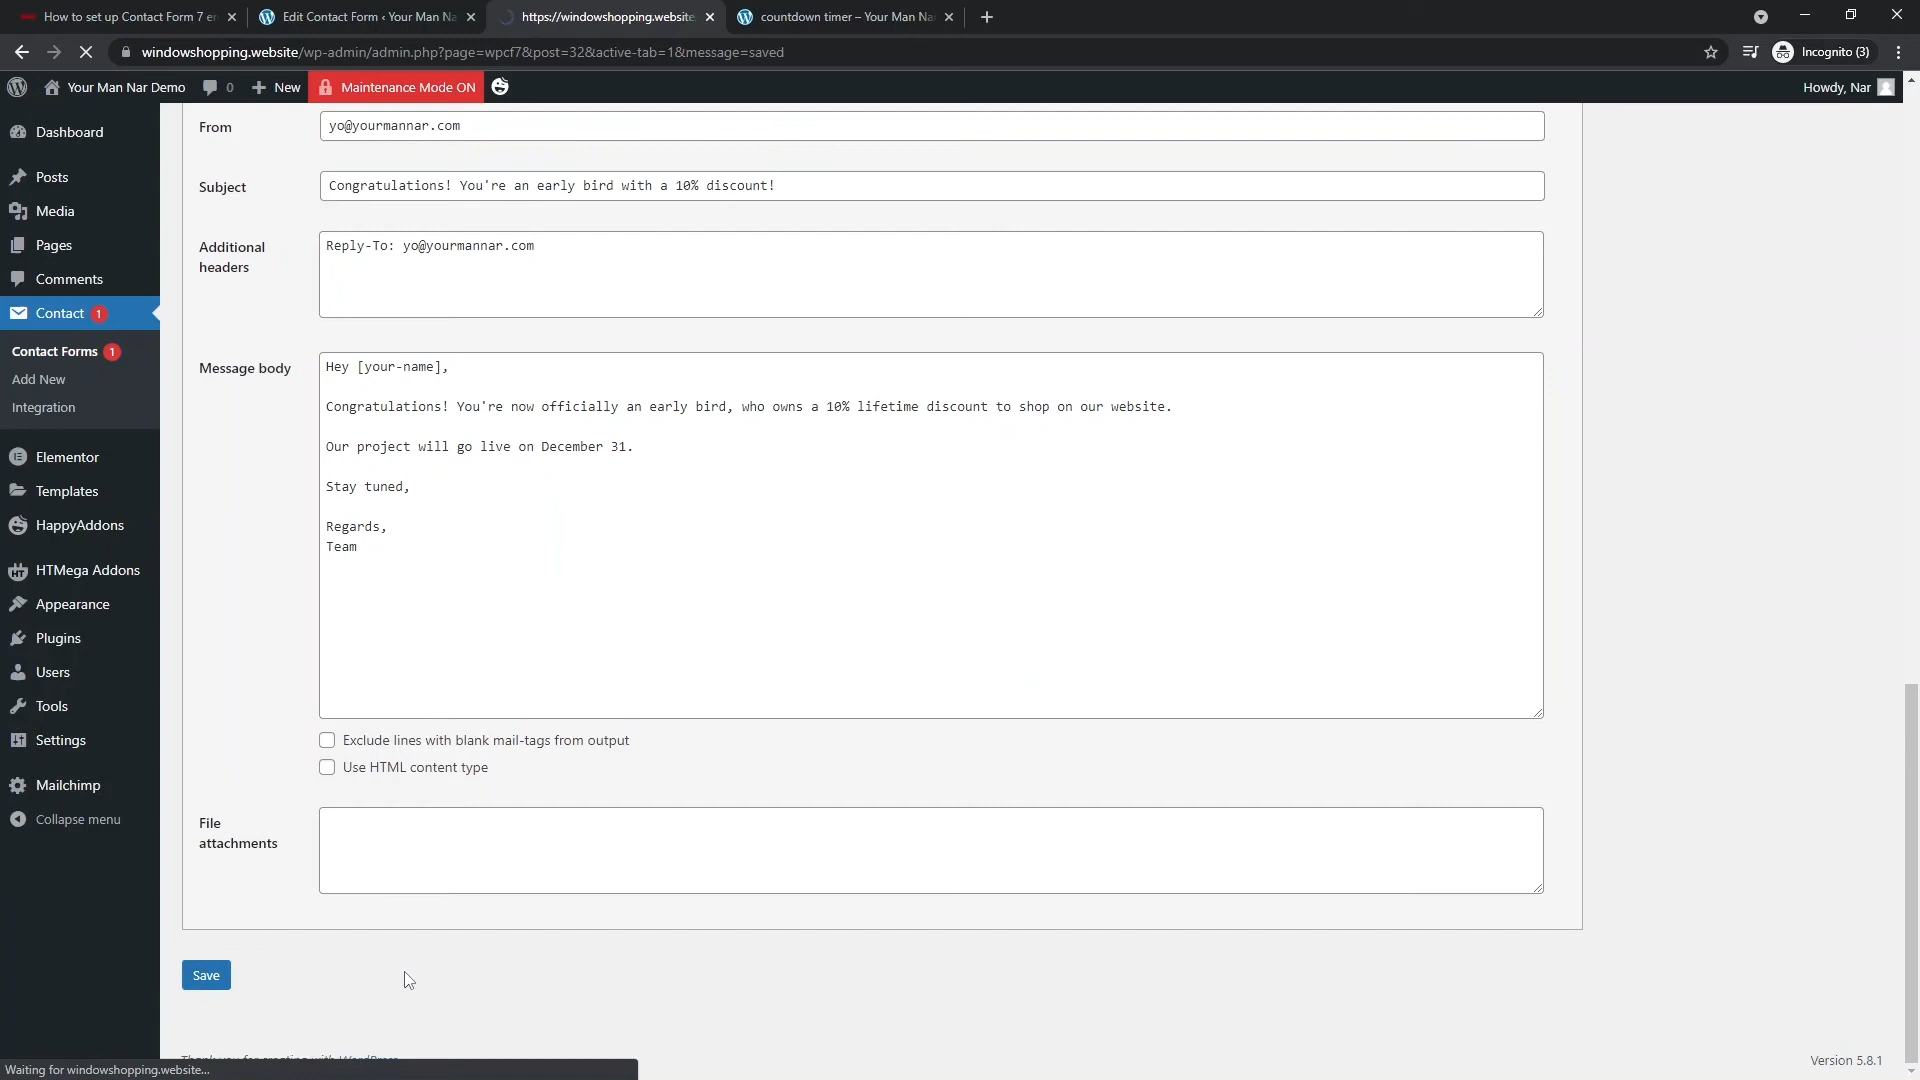 How to set up Contact Form 7 en
Edit Contact Form ‹ Your Man Na
https://windowshopping.website
countdown timer – Your Man Nar
windowshopping.website/wp-admin/admin.php?page=wpcf7&post=32&active-tab=1&message=saved
Incognito (3)
Your Man Nar Demo
0
New
Maintenance Mode ON
Howdy, Nar
Dashboard
Posts
Media
Pages
Comments
Contact 1
Contact Forms 1
Add New
Integration
Elementor
Templates
HappyAddons
HTMega Addons
Appearance
Plugins
Users
Tools
Settings
Mailchimp
Collapse menu
From
yo@yourmannar.com
Subject
Congratulations! You're an early bird with a 10% discount!
Additional
headers
Reply-To: yo@yourmannar.com
Message body
Hey [your-name],
Congratulations! You're now officially an early bird, who owns a 10% lifetime discount to shop on our website.
Our project will go live on December 31.
Stay tuned,
Regards,
Team
Exclude lines with blank mail-tags from output
Use HTML content type
File
attachments
Save
Thank you for creating with WordPress
Version 5.8.1
Waiting for windowshopping.website...